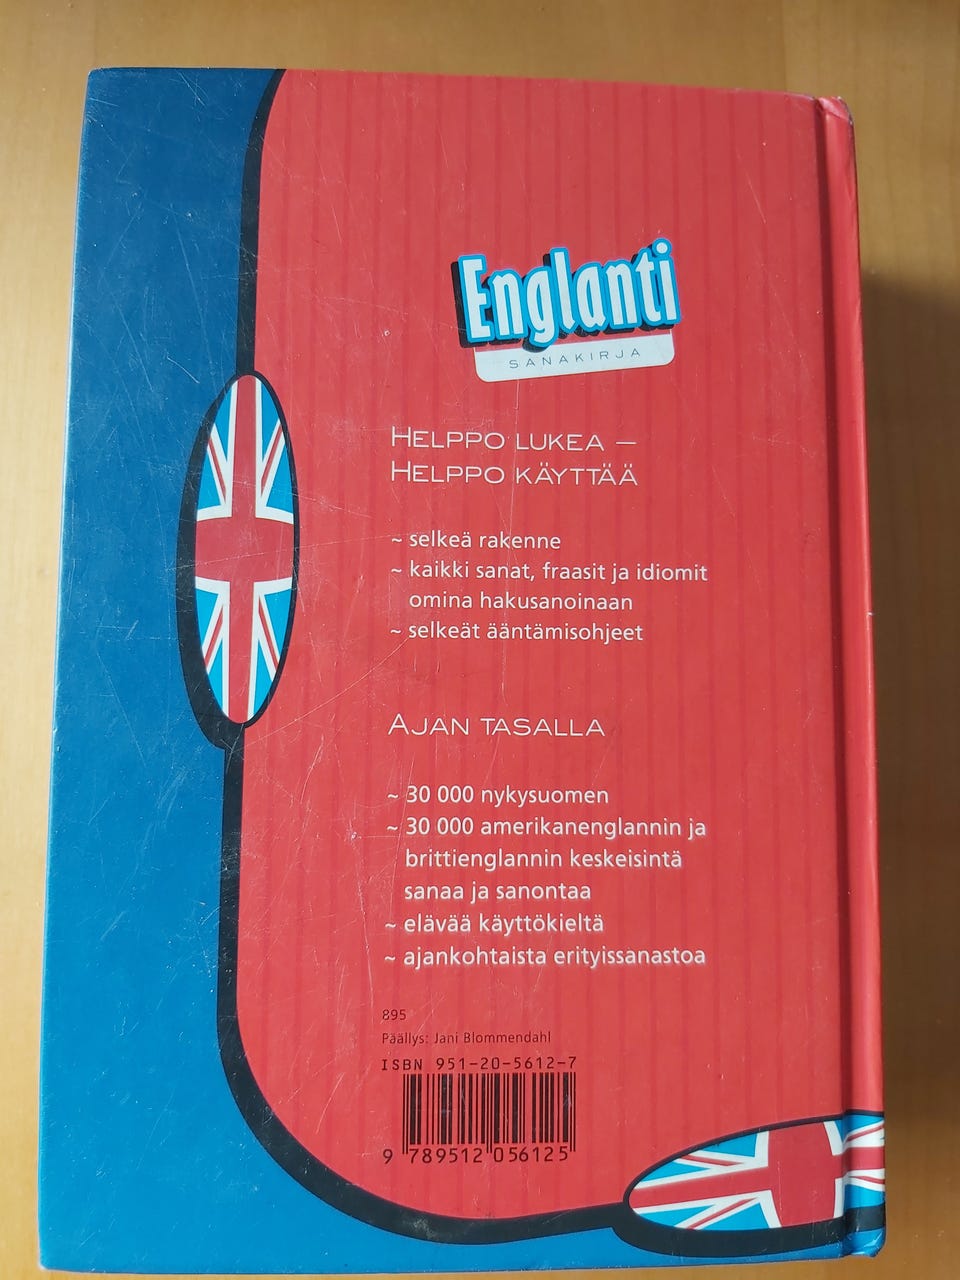 Englanti
SANAKIRJA
HELPPO LUKEA –
HELPPO KÄYTTÄÄ
~ selkeä rakenne
~ kaikki sanat, fraasit ja idiomit
omina hakusanoinaan
~ selkeät ääntämisohjeet
AJAN TASALLA
~ 30 000 nykysuomen
~ 30 000 amerikanenglannin ja
brittienglannin keskeisintä
sanaa ja sanontaa
~ elävää käyttökieltä
~ ajankohtaista erityissanastoa
895
Päällys: Jani Blommendahl
ISBN 951-20-5612-7
9 789512 056125